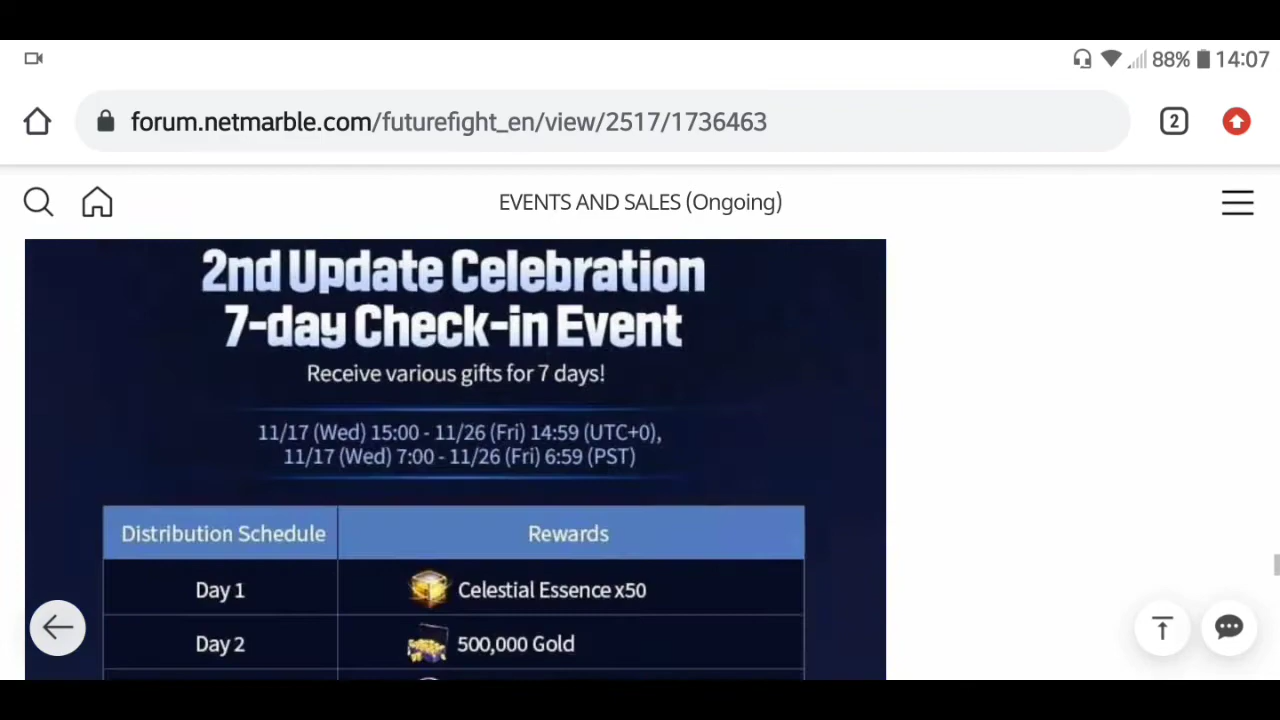 88% 14:07
forum.netmarble.com/futurefight_en/view/2517/1736463
2
EVENTS AND SALES (Ongoing)
2nd Update Celebration
7-day Check-in Event
Receive various gifts for 7 days!
11/17 (Wed) 15:00 - 11/26 (Fri) 14:59 (UTC+0),
11/17 (Wed) 7:00 - 11/26 (Fri) 6:59 (PST)
Distribution Schedule Rewards
Day 1 Celestial Essence x50
Day 2 500,000 Gold